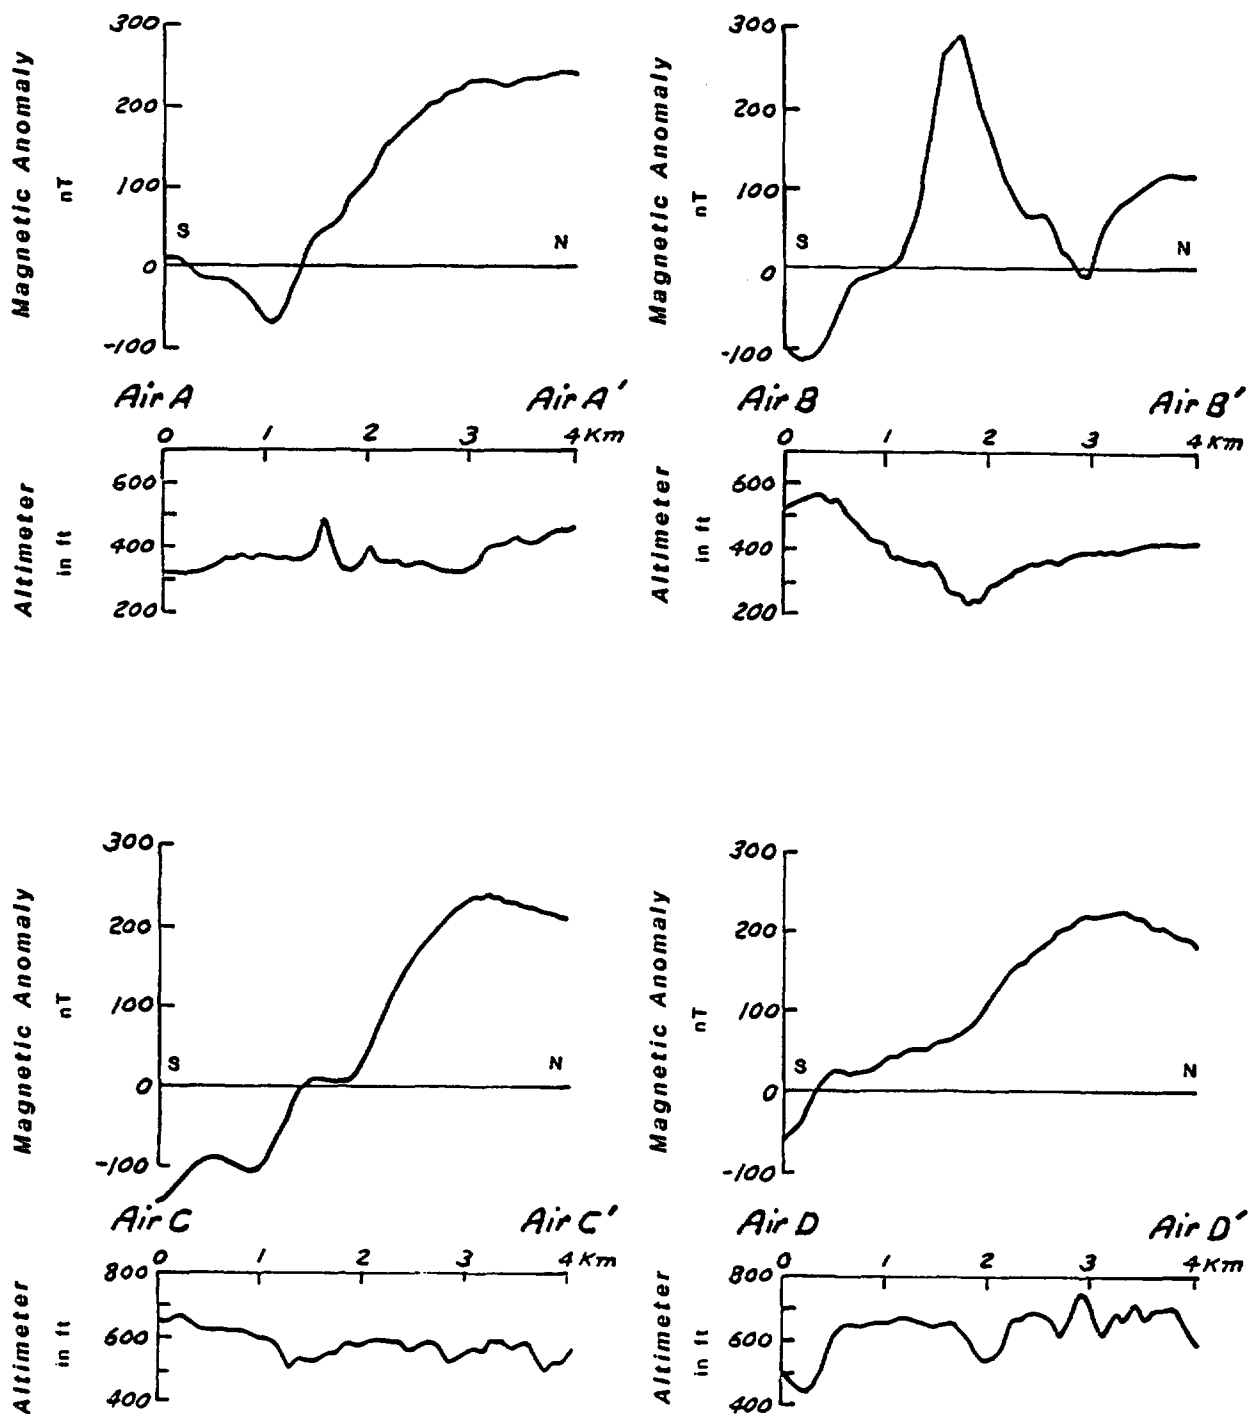 300
200
100
0
-100
Magnetic Anomaly
nT
S
N
Air A
Air A'
0 1 2 3 4 Km
600
400
200
Altimeter
in ft
300
200
100
0
-100
Magnetic Anomaly
nT
S
N
Air B
Air B'
0 1 2 3 4 Km
600
400
200
Altimeter
in ft
300
200
100
0
-100
Magnetic Anomaly
nT
S
N
Air C
Air C'
0 1 2 3 4 Km
800
600
400
Altimeter
in ft
300
200
100
0
-100
Magnetic Anomaly
nT
S
N
Air D
Air D'
0 1 2 3 4 Km
800
600
400
Altimeter
in ft